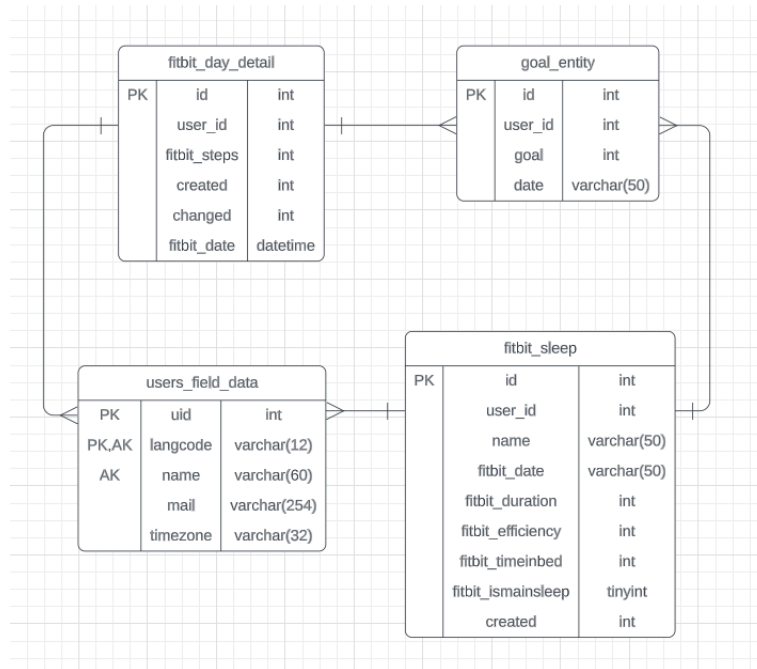 fitbit_day_detail
PK id int
user_id int
fitbit_steps int
created int
changed int
fitbit_date datetime
goal_entity
PK id int
user_id int
goal int
date varchar(50)
users_field_data
PK uid int
PK,AK langcode varchar(12)
AK name varchar(60)
mail varchar(254)
timezone varchar(32)
fitbit_sleep
PK id int
user_id int
name varchar(50)
fitbit_date varchar(50)
fitbit_duration int
fitbit_efficiency int
fitbit_timeinbed int
fitbit_ismainsleep tinyint
created int